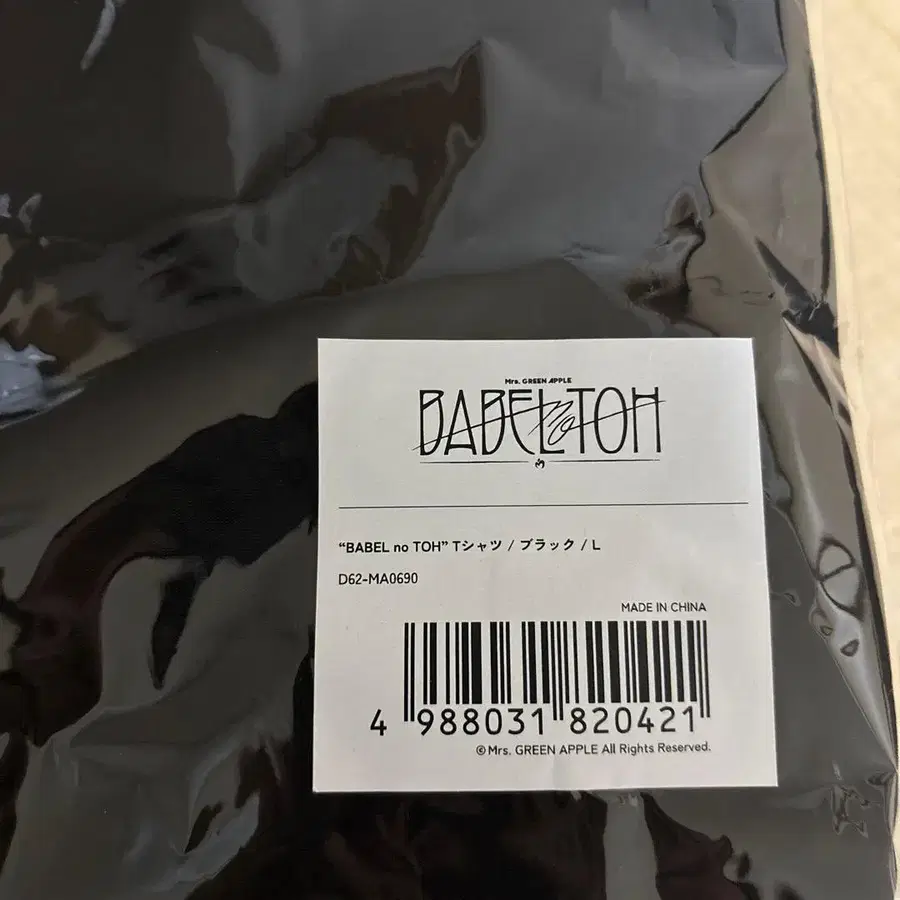 Mrs. GREEN APPLE
BABEL no TOH
“BABEL no TOH” Tシャツ / ブラック / L
D62-MA0690
MADE IN CHINA
4 988031 820421
©Mrs. GREEN APPLE All Rights Reserved.